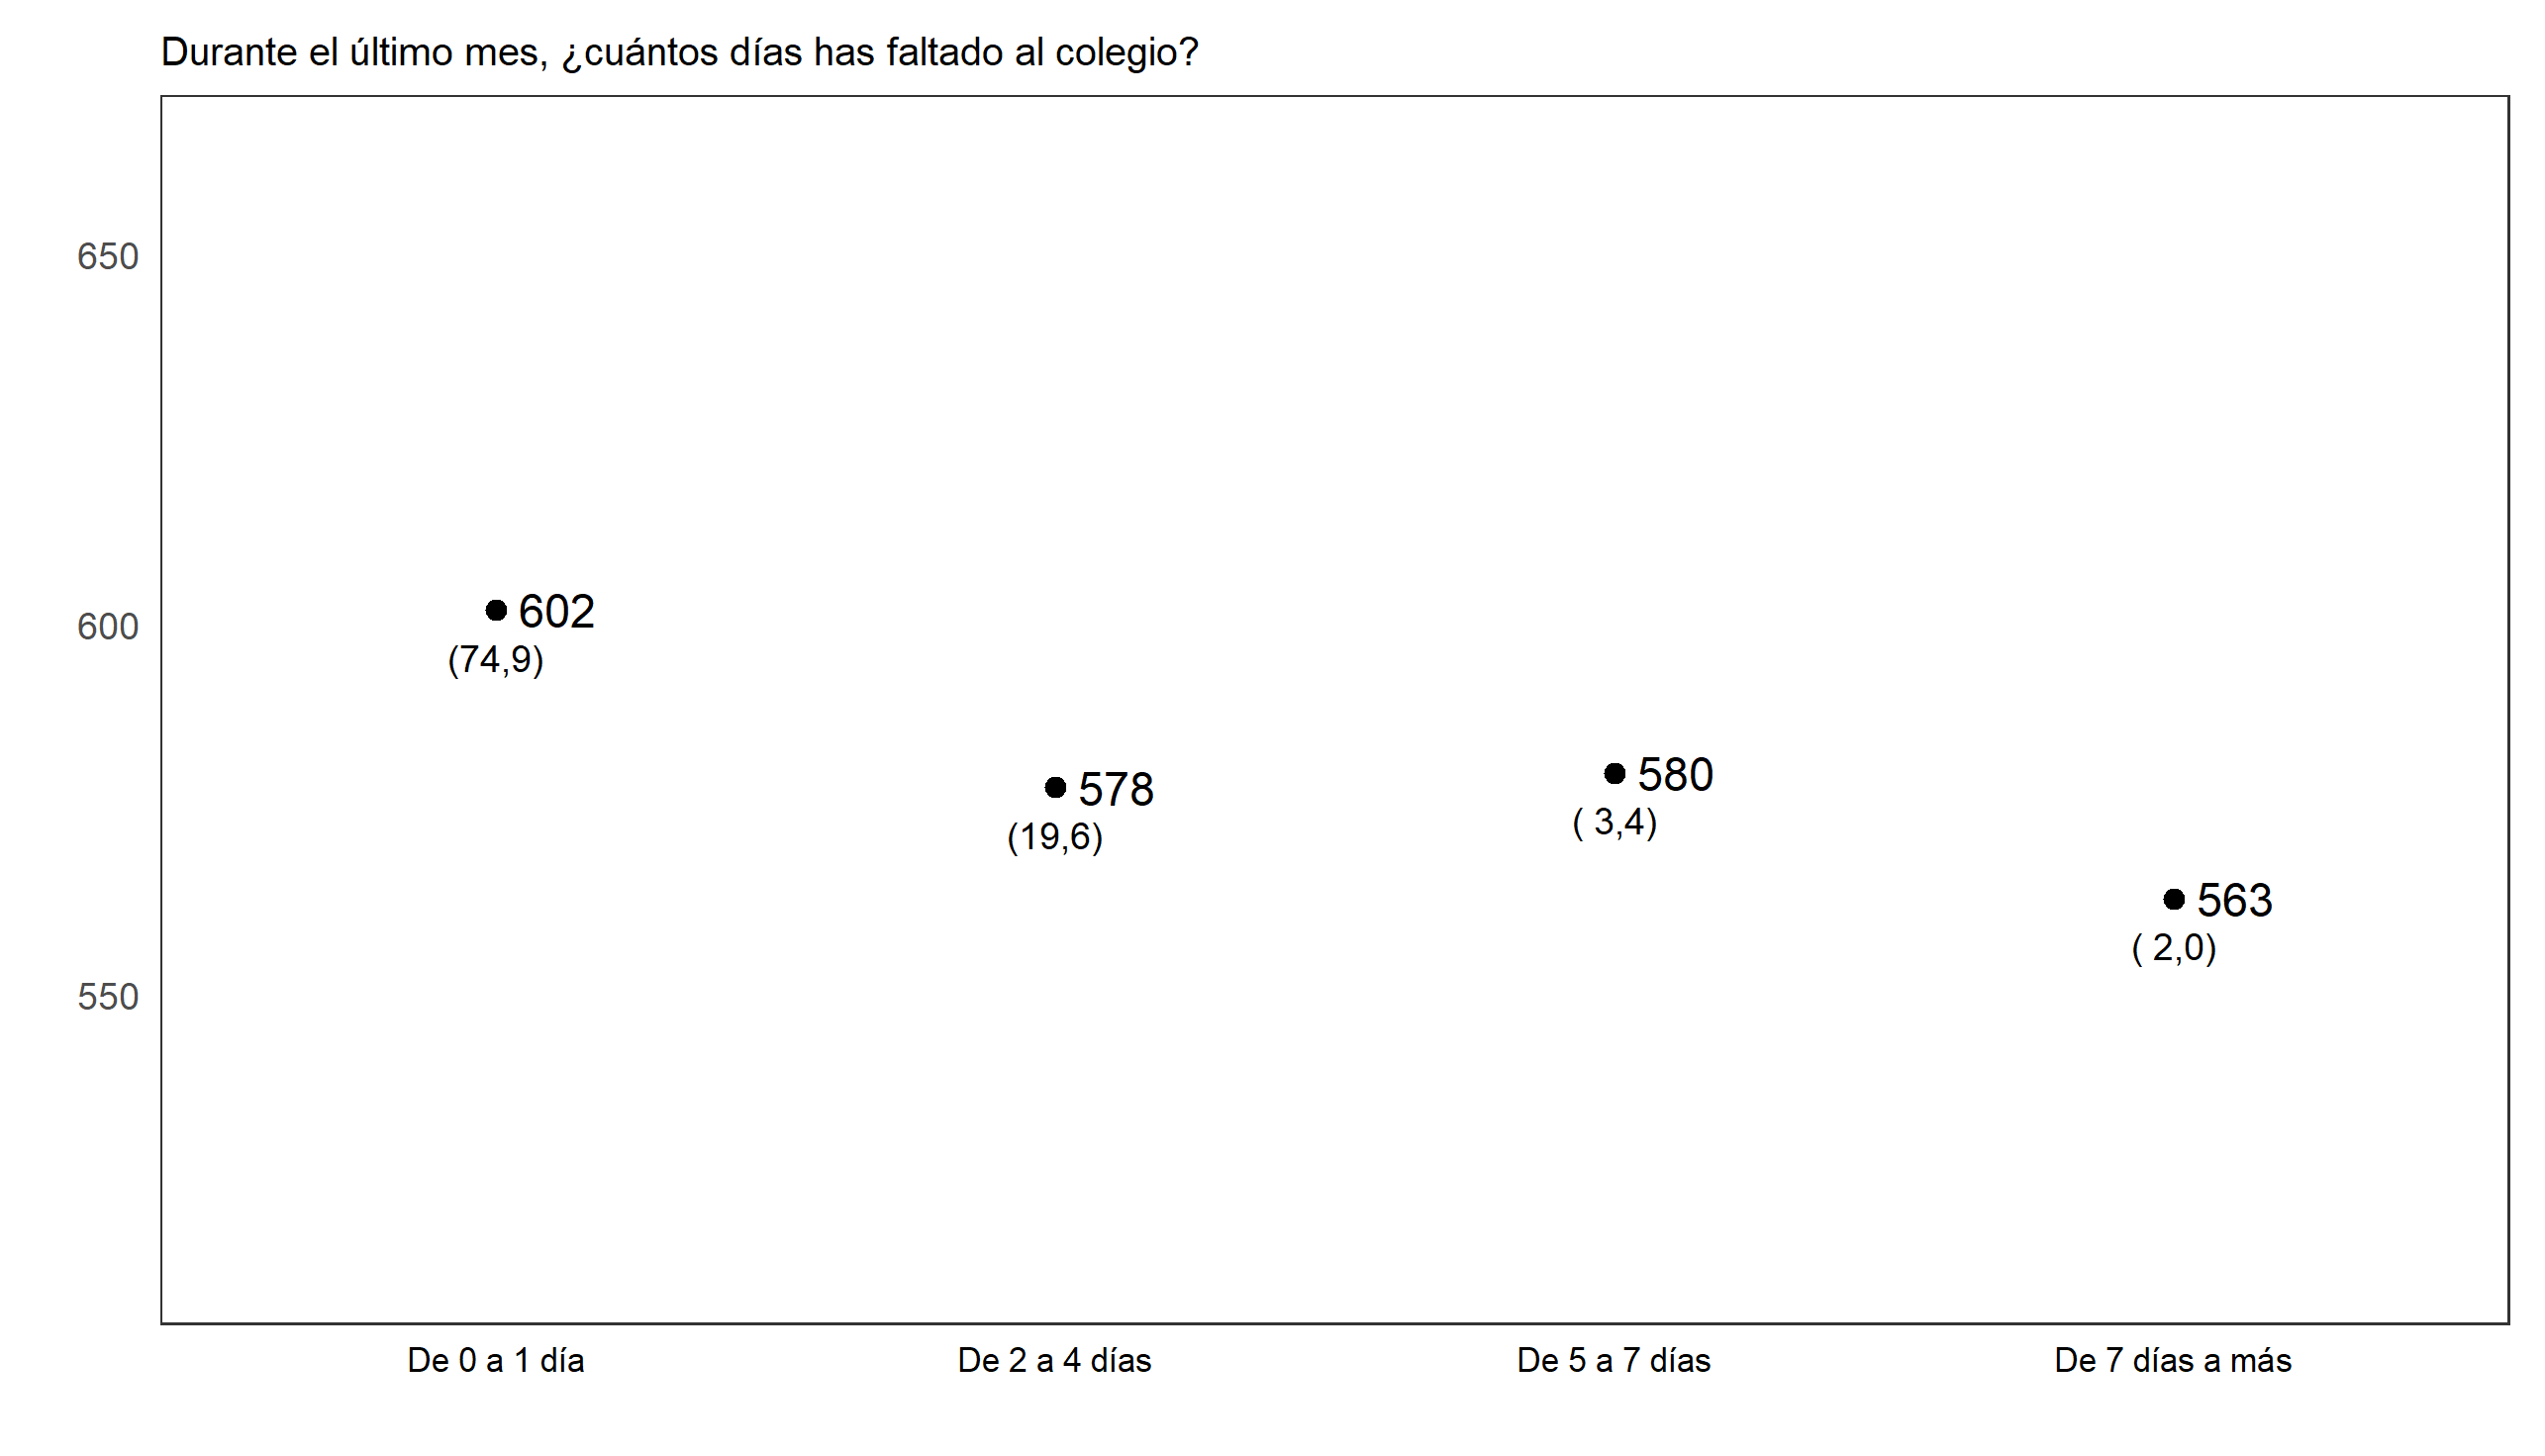 Durante el último mes, ¿cuántos días has faltado al colegio?
650
600
550
602
(74,9)
578
(19,6)
580
( 3,4)
563
( 2,0)
De 0 a 1 día
De 2 a 4 días
De 5 a 7 días
De 7 días a más